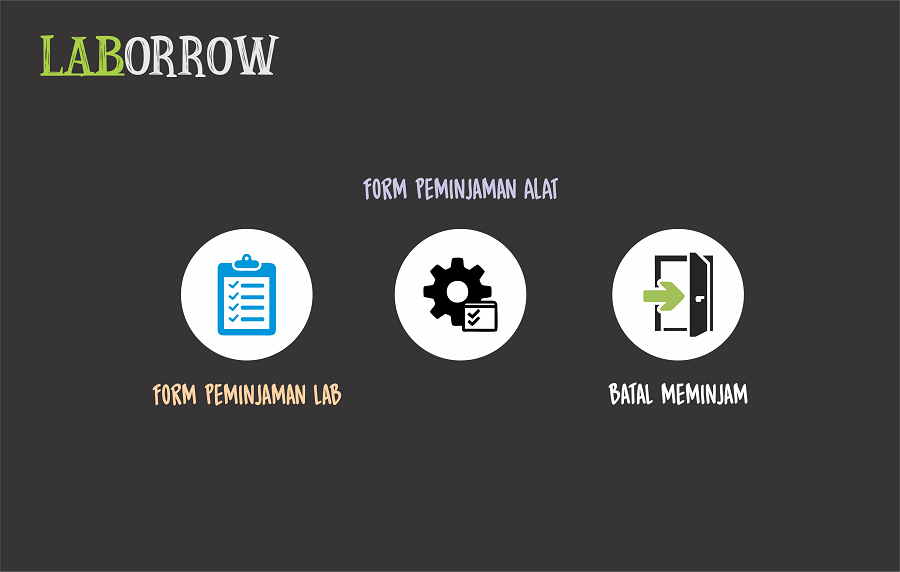 LABORROW
FORM PEMINJAMAN ALAT
FORM PEMINJAMAN LAB
BATAL MEMINJAM